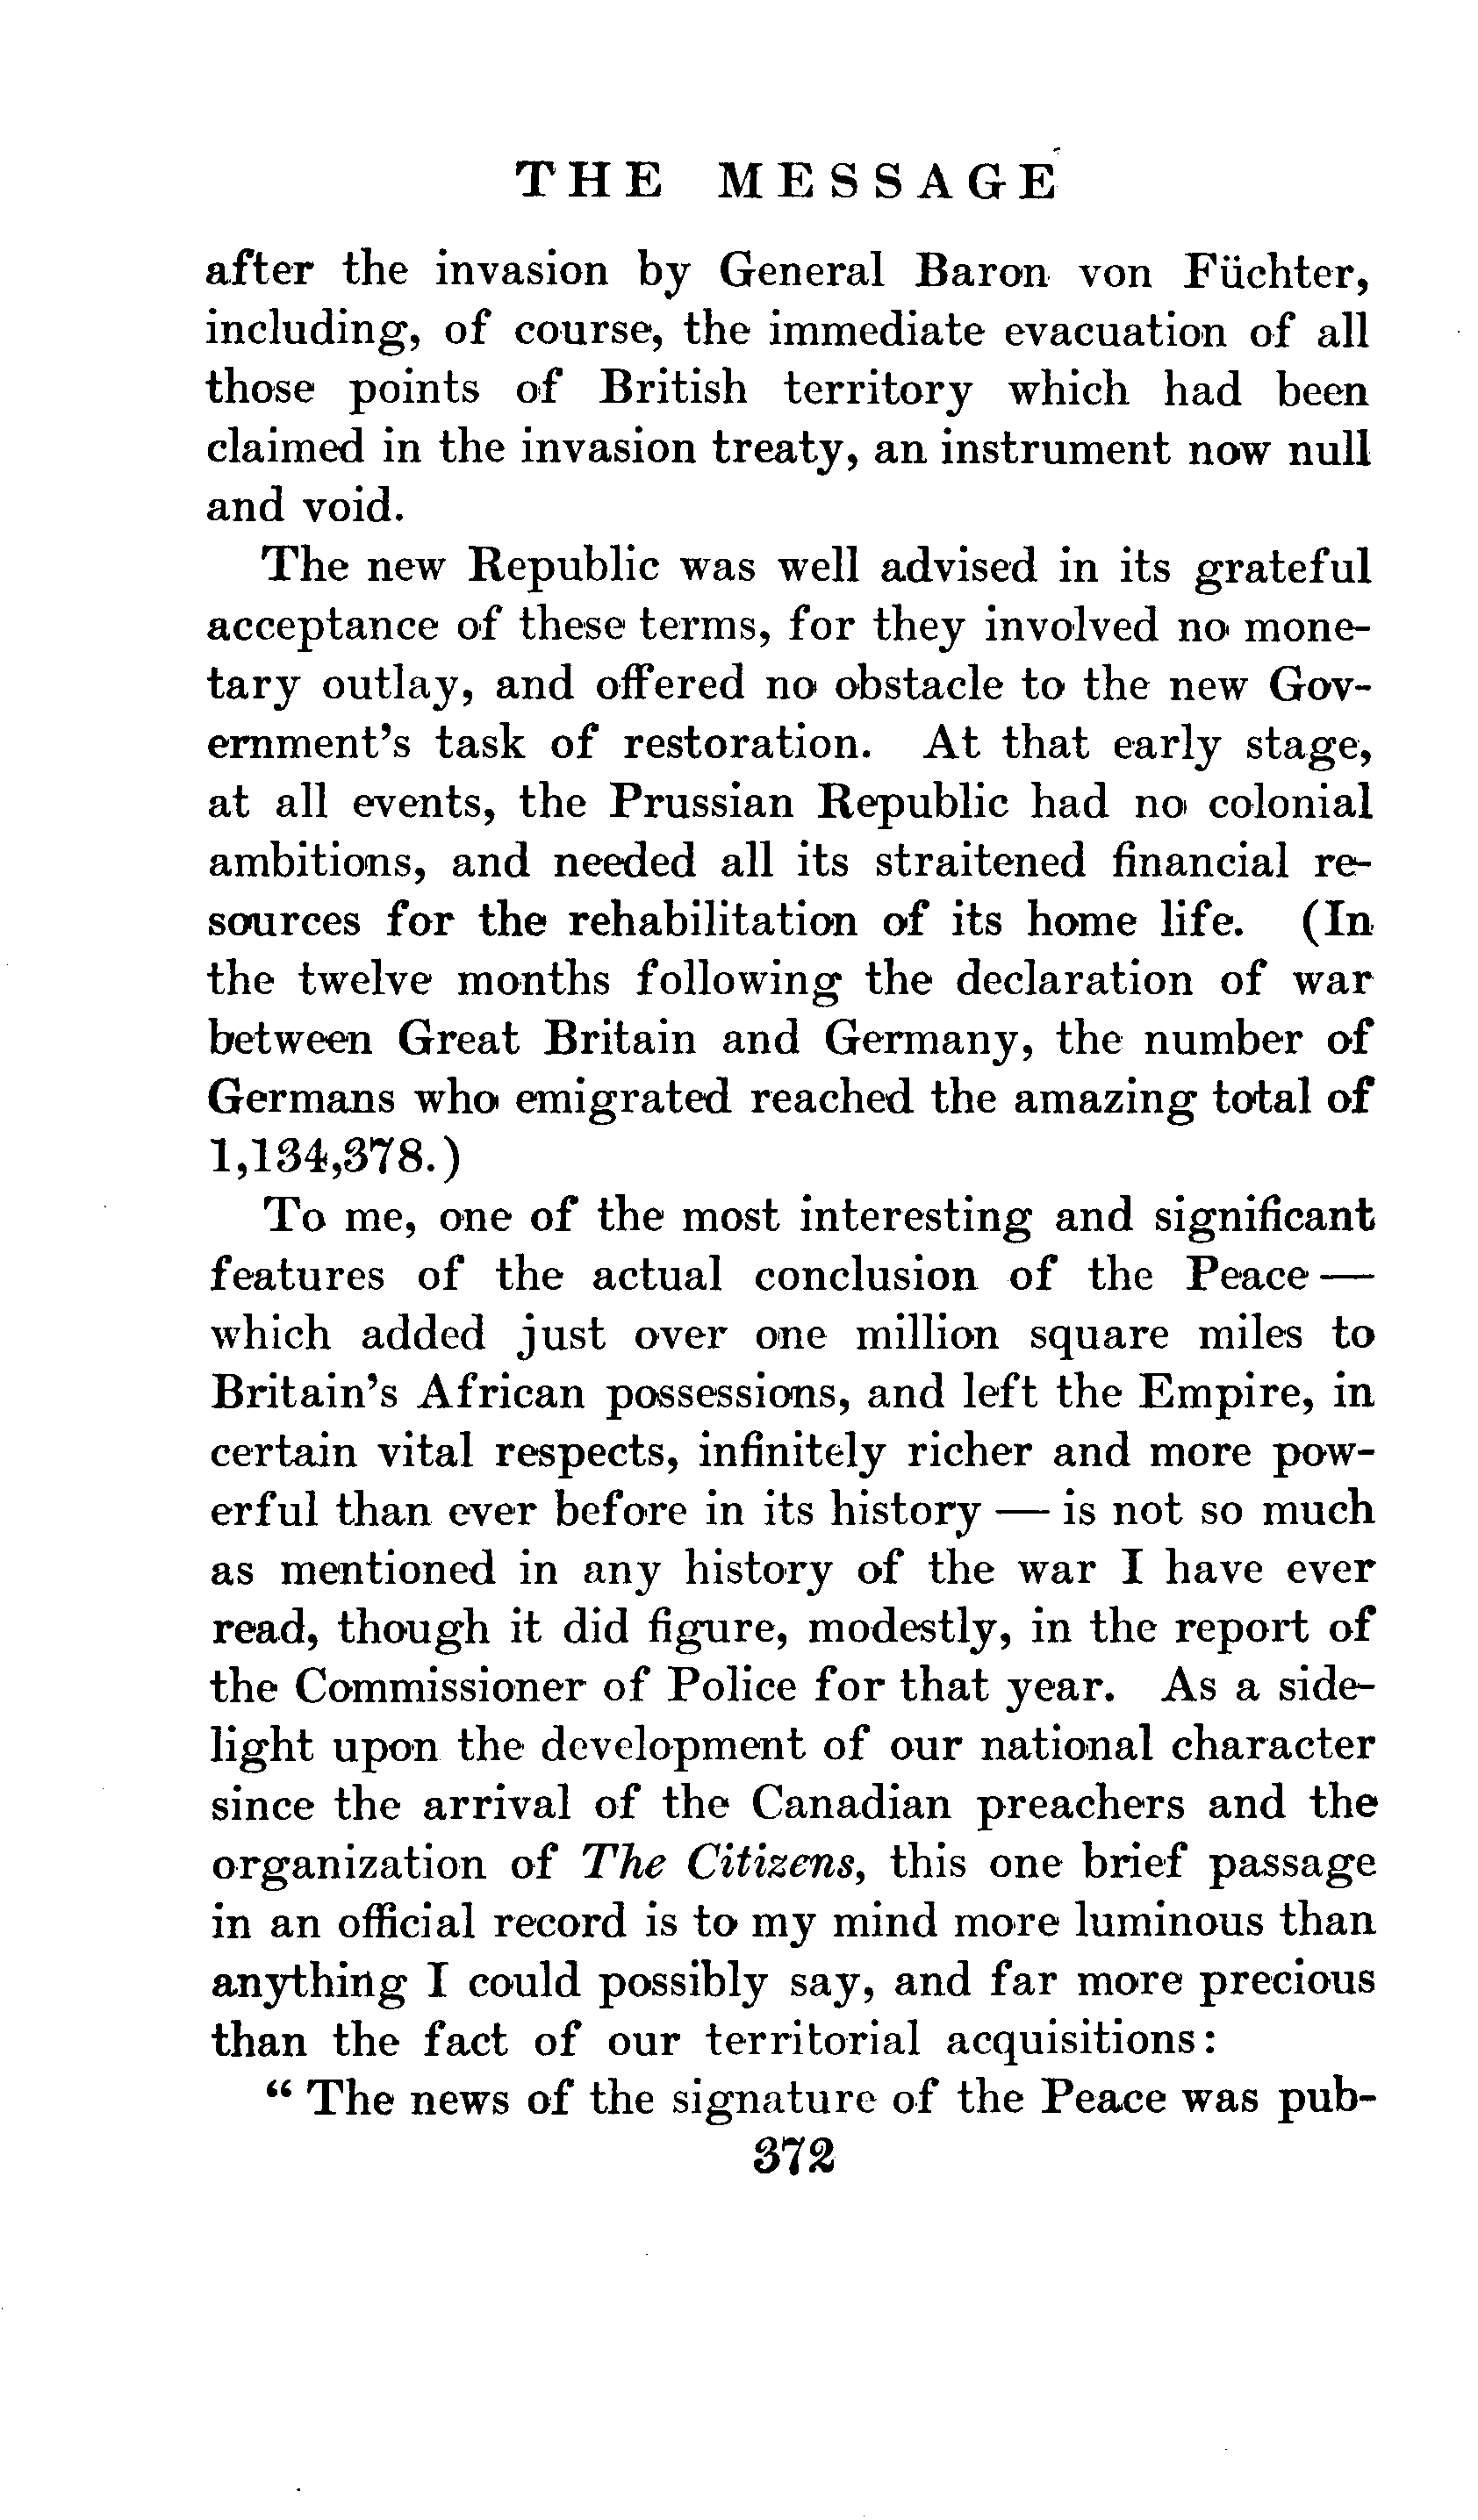 THE MESSAGE
after the invasion by General Baron von Füchter,
including, of course, the immediate evacuation of all
those points of British territory which had been
claimed in the invasion treaty, an instrument now null
and void.
The new Republic was well advised in its grateful
acceptance of these terms, for they involved no mone-
tary outlay, and offered no obstacle to the new Gov-
ernment's task of restoration. At that early stage,
at all events, the Prussian Republic had no colonial
ambitions, and needed all its straitened financial re-
sources for the rehabilitation of its home life. (In
the twelve months following the declaration of war
between Great Britain and Germany, the number of
Germans who emigrated reached the amazing total of
1,134,378.)
To me, one of the most interesting and significant
features of the actual conclusion of the Peace —
which added just over one million square miles to
Britain's African possessions, and left the Empire, in
certain vital respects, infinitely richer and more pow-
erful than ever before in its history — is not so much
as mentioned in any history of the war I have ever
read, though it did figure, modestly, in the report of
the Commissioner of Police for that year. As a side-
light upon the development of our national character
since the arrival of the Canadian preachers and the
organization of The Citizens, this one brief passage
in an official record is to my mind more luminous than
anything I could possibly say, and far more precious
than the fact of our territorial acquisitions:
" The news of the signature of the Peace was pub-
372